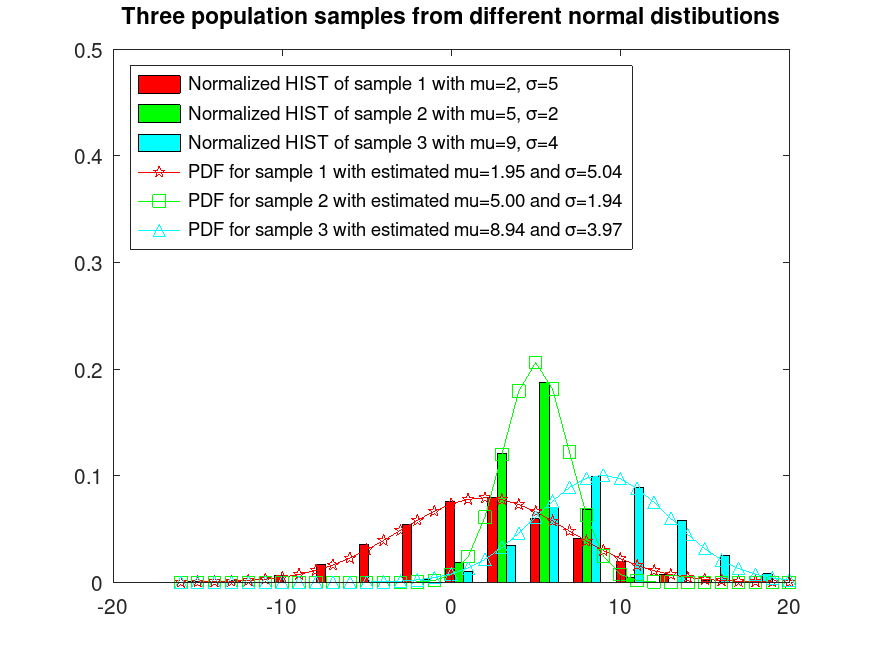 Three population samples from different normal distibutions
0.5
Normalized HIST of sample 1 with mu=2, σ=5
Normalized HIST of sample 2 with mu=5, σ=2
Normalized HIST of sample 3 with mu=9, σ=4
PDF for sample 1 with estimated mu=1.95 and σ=5.04
PDF for sample 2 with estimated mu=5.00 and σ=1.94
PDF for sample 3 with estimated mu=8.94 and σ=3.97
0.4
0.3
0.2
0.1
0
-20 -10 0 10 20